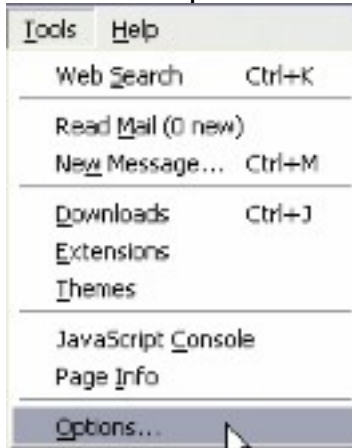 Tools Help
Web Search Ctrl+K
Read Mail (0 new)
New Message... Ctrl+M
Downloads Ctrl+J
Extensions
Themes
JavaScript Console
Page Info
Options...